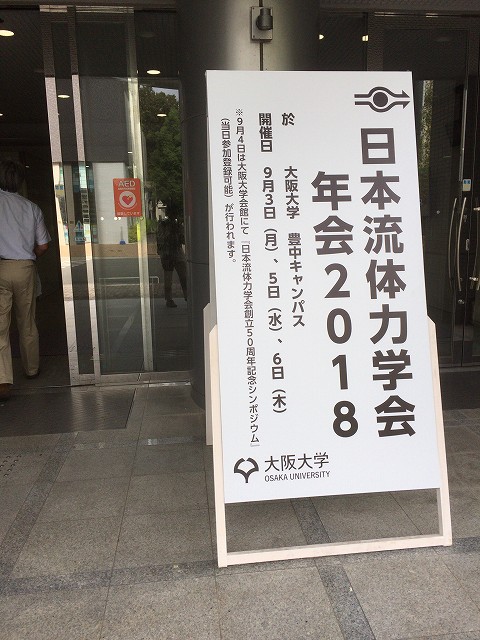 日本流体力学会
年会2018
於 大阪大学 豊中キャンパス
開催日 9月3日（月）、5日（水）、6日（木）
※9月4日は大阪大学会館にて『日本流体力学会創立50周年記念シンポジウム』
（当日参加登録可能）が行われます。
大阪大学
OSAKA UNIVERSITY
AED